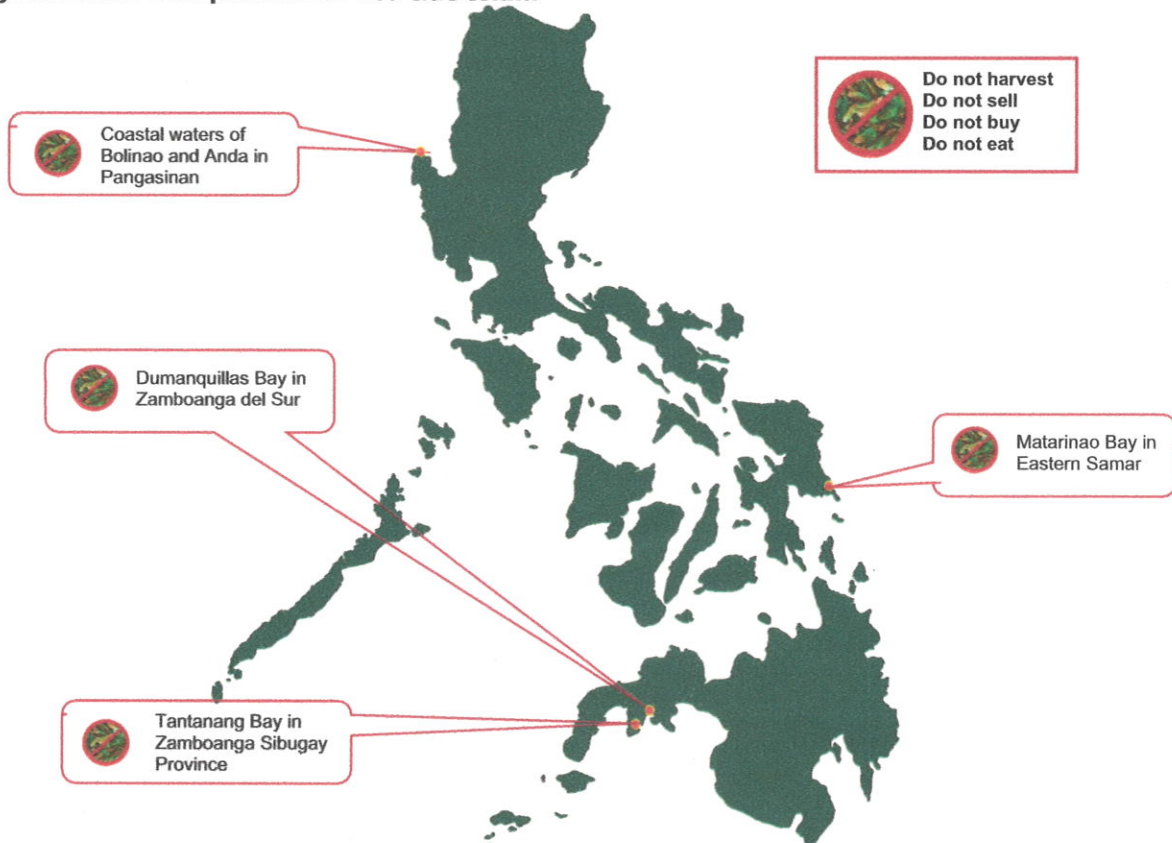 Do not harvest
Do not sell
Do not buy
Do not eat
Coastal waters of
Bolinao and Anda in
Pangasinan
Dumanquillas Bay in
Zamboanga del Sur
Matarinao Bay in
Eastern Samar
Tantanang Bay in
Zamboanga Sibugay
Province